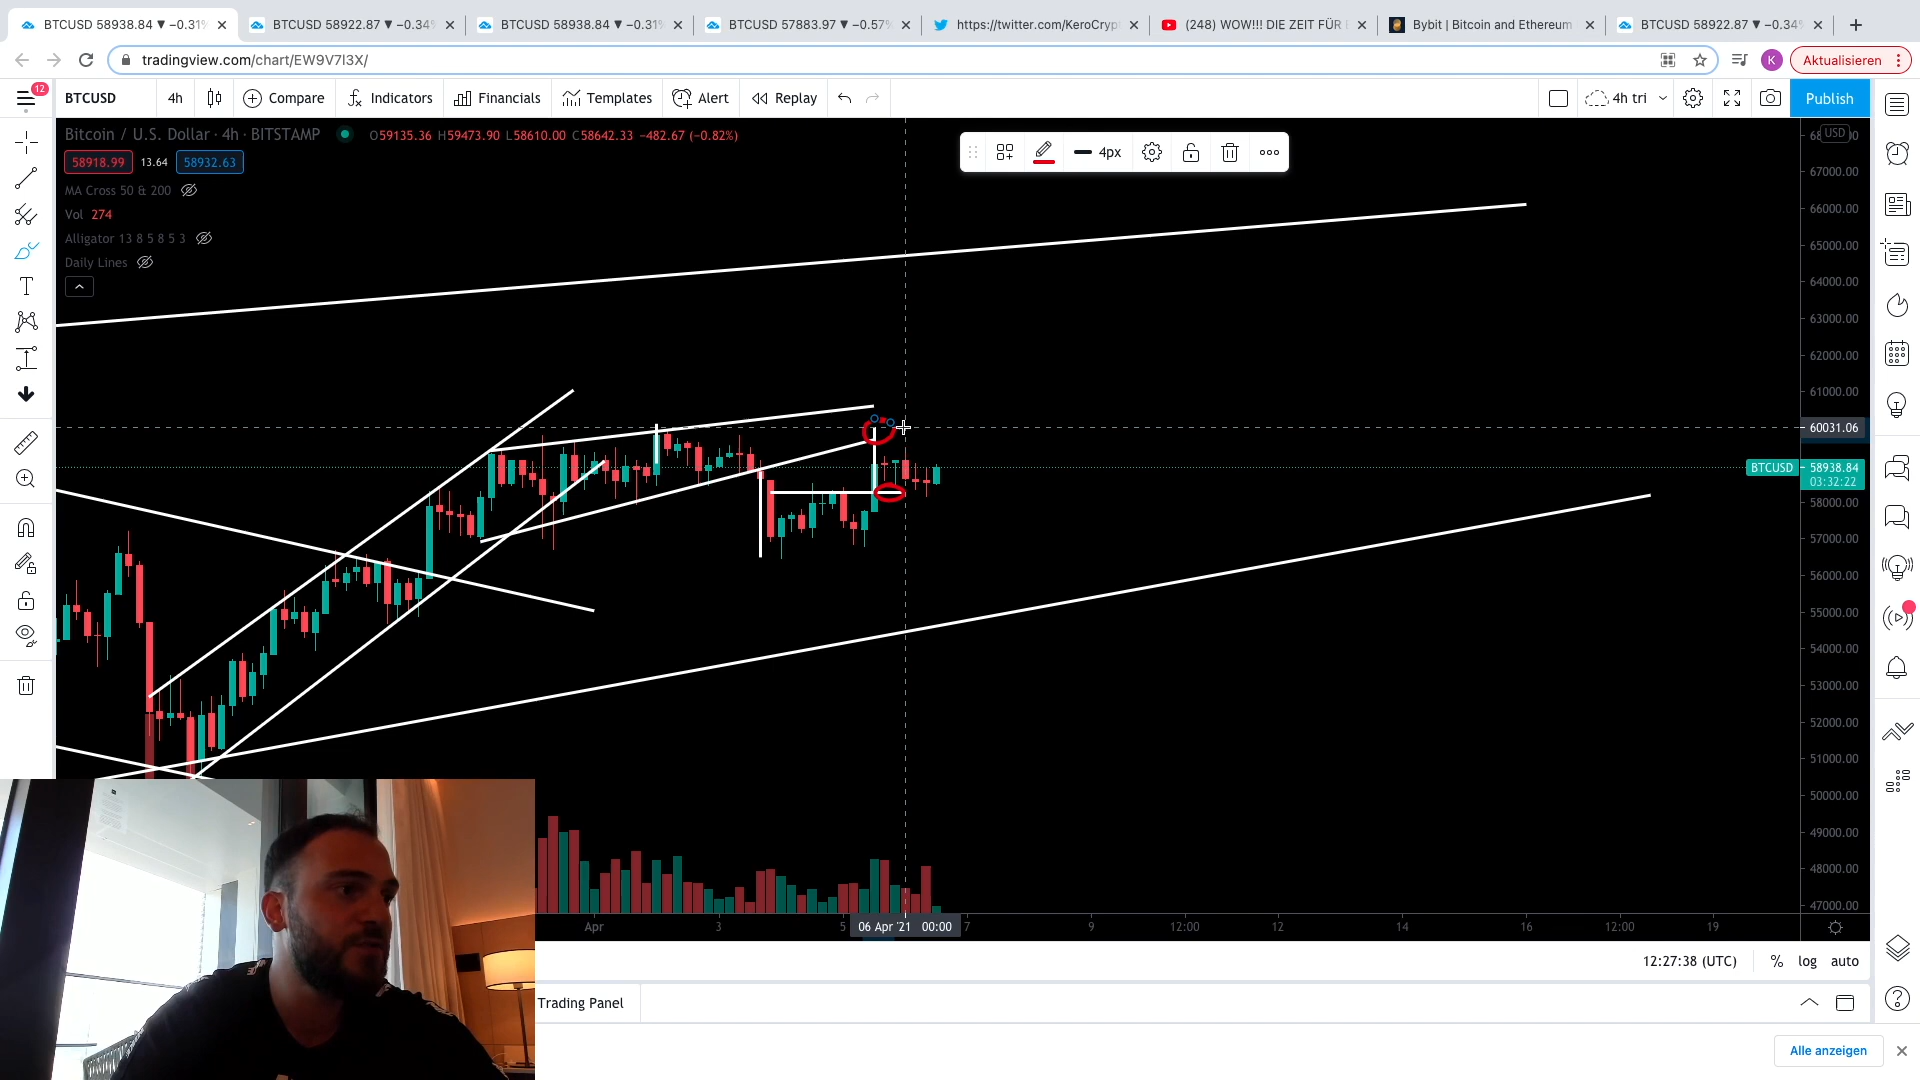 BTCUSD 58938.84 ▼ −0.31%
BTCUSD 58922.87 ▼ −0.34%
BTCUSD 58938.84 ▼ −0.31%
BTCUSD 57883.97 ▼ −0.57%
https://twitter.com/KeroCryp
(248) WOW!!! DIE ZEIT FÜR
Bybit | Bitcoin and Ethereum
BTCUSD 58922.87 ▼ −0.34%
tradingview.com/chart/EW9V7I3X/
K
Aktualisieren
12
BTCUSD
4h
Compare
Indicators
Financials
Templates
Alert
Replay
4h tri
Publish
Bitcoin / U.S. Dollar · 4h · BITSTAMP
O59135.36 H59473.90 L58610.00 C58642.33 −482.67 (−0.82%)
58918.99
13.64
58932.63
MA Cross 50 & 200
Vol 274
Alligator 13 8 5 8 5 3
Daily Lines
4px
USD
67000.00
66000.00
65000.00
64000.00
63000.00
62000.00
61000.00
60031.06
BTCUSD
58938.84
03:32:22
58000.00
57000.00
56000.00
55000.00
54000.00
53000.00
52000.00
51000.00
50000.00
49000.00
48000.00
47000.00
Apr
3
5
06 Apr '21 00:00
7
9
12:00
12
14
16
12:00
19
12:27:38 (UTC)
%
log
auto
Trading Panel
Alle anzeigen